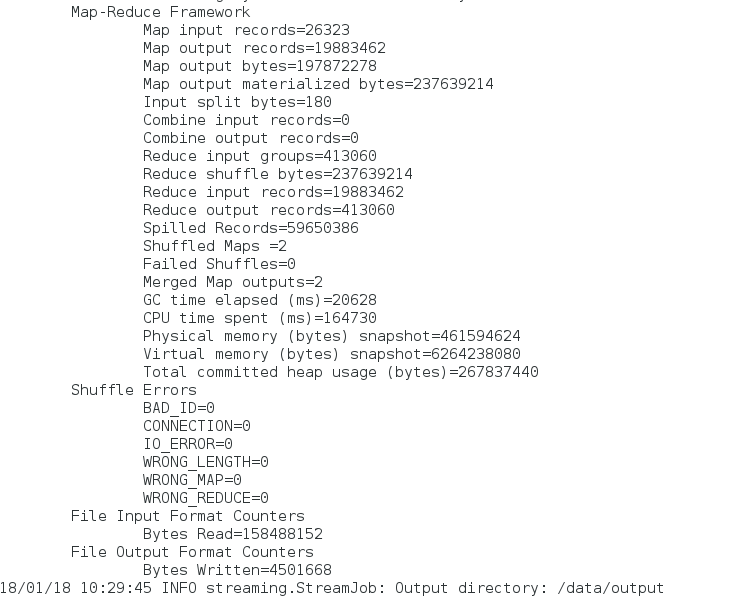 Map-Reduce Framework
Map input records=26323
Map output records=19883462
Map output bytes=197872278
Map output materialized bytes=237639214
Input split bytes=180
Combine input records=0
Combine output records=0
Reduce input groups=413060
Reduce shuffle bytes=237639214
Reduce input records=19883462
Reduce output records=413060
Spilled Records=59650386
Shuffled Maps =2
Failed Shuffles=0
Merged Map outputs=2
GC time elapsed (ms)=20628
CPU time spent (ms)=164730
Physical memory (bytes) snapshot=461594624
Virtual memory (bytes) snapshot=6264238080
Total committed heap usage (bytes)=267837440
Shuffle Errors
BAD_ID=0
CONNECTION=0
IO_ERROR=0
WRONG_LENGTH=0
WRONG_MAP=0
WRONG_REDUCE=0
File Input Format Counters
Bytes Read=158488152
File Output Format Counters
Bytes Written=4501668
18/01/18 10:29:45 INFO streaming.StreamJob: Output directory: /data/output